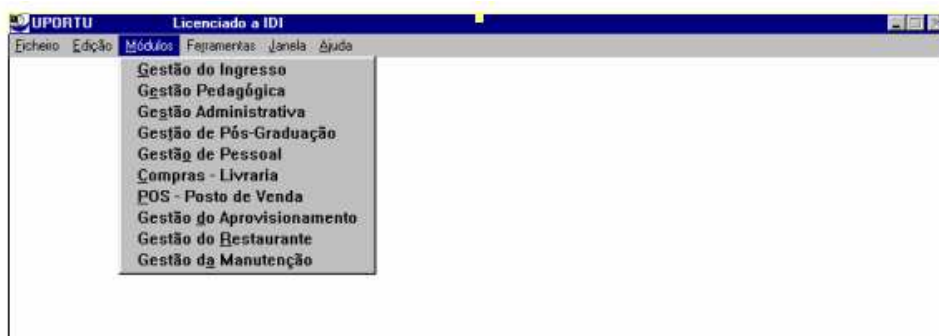 UPORTU Licenciado a IDI
Ficheiro Edição Módulos Ferramentas Janela Ajuda
Gestão do Ingresso
Gestão Pedagógica
Gestão Administrativa
Gestão de Pós-Graduação
Gestão de Pessoal
Compras - Livraria
POS - Posto de Venda
Gestão do Aprovisionamento
Gestão do Restaurante
Gestão da Manutenção